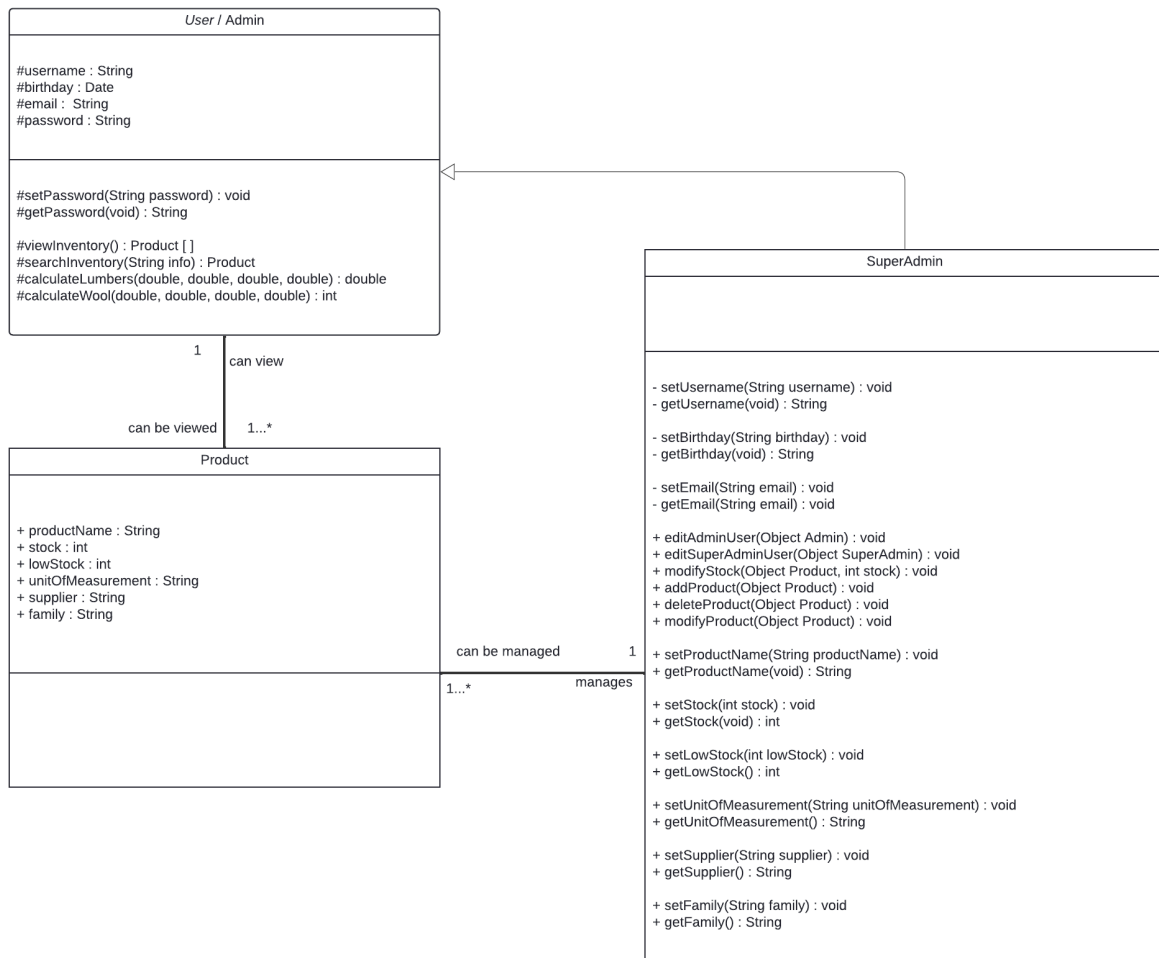 User / Admin
#username : String
#birthday : Date
#email :  String
#password : String
#setPassword(String password) : void
#getPassword(void) : String
#viewInventory() : Product [ ]
#searchInventory(String info) : Product
#calculateLumbers(double, double, double, double) : double
#calculateWool(double, double, double, double) : int
1
can view
can be viewed
1...*
Product
+ productName : String
+ stock : int
+ lowStock : int
+ unitOfMeasurement : String
+ supplier : String
+ family : String
can be managed
1
1...*
manages
SuperAdmin
- setUsername(String username) : void
- getUsername(void) : String
- setBirthday(String birthday) : void
- getBirthday(void) : String
- setEmail(String email) : void
- getEmail(String email) : void
+ editAdminUser(Object Admin) : void
+ editSuperAdminUser(Object SuperAdmin) : void
+ modifyStock(Object Product, int stock) : void
+ addProduct(Object Product) : void
+ deleteProduct(Object Product) : void
+ modifyProduct(Object Product) : void
+ setProductName(String productName) : void
+ getProductName(void) : String
+ setStock(int stock) : void
+ getStock(void) : int
+ setLowStock(int lowStock) : void
+ getLowStock() : int
+ setUnitOfMeasurement(String unitOfMeasurement) : void
+ getUnitOfMeasurement() : String
+ setSupplier(String supplier) : void
+ getSupplier() : String
+ setFamily(String family) : void
+ getFamily() : String